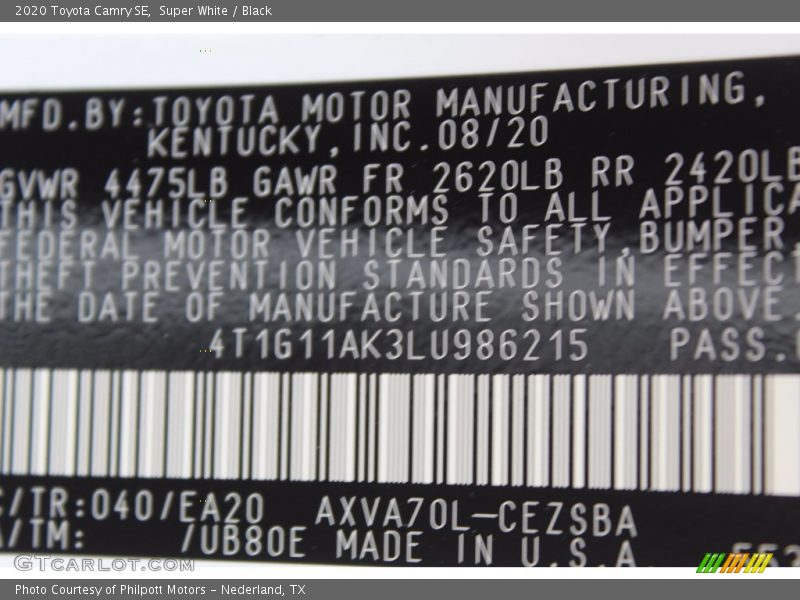 2020 Toyota Camry SE, Super White / Black
MFD.BY:TOYOTA MOTOR MANUFACTURING,
KENTUCKY,INC.08/20
GVWR 4475LB GAWR FR 2620LB RR 2420LB
THIS VEHICLE CONFORMS TO ALL APPLICA
FEDERAL MOTOR VEHICLE SAFETY,BUMPER,
THEFT PREVENTION STANDARDS IN EFFECT
THE DATE OF MANUFACTURE SHOWN ABOVE.
4T1G11AK3LU986215 PASS.
C/TR:040/EA20 AXVA70L-CEZSBA
A/TM: /UB80E MADE IN U.S.A.
GTCARLOT.COM
Photo Courtesy of Philpott Motors - Nederland, TX